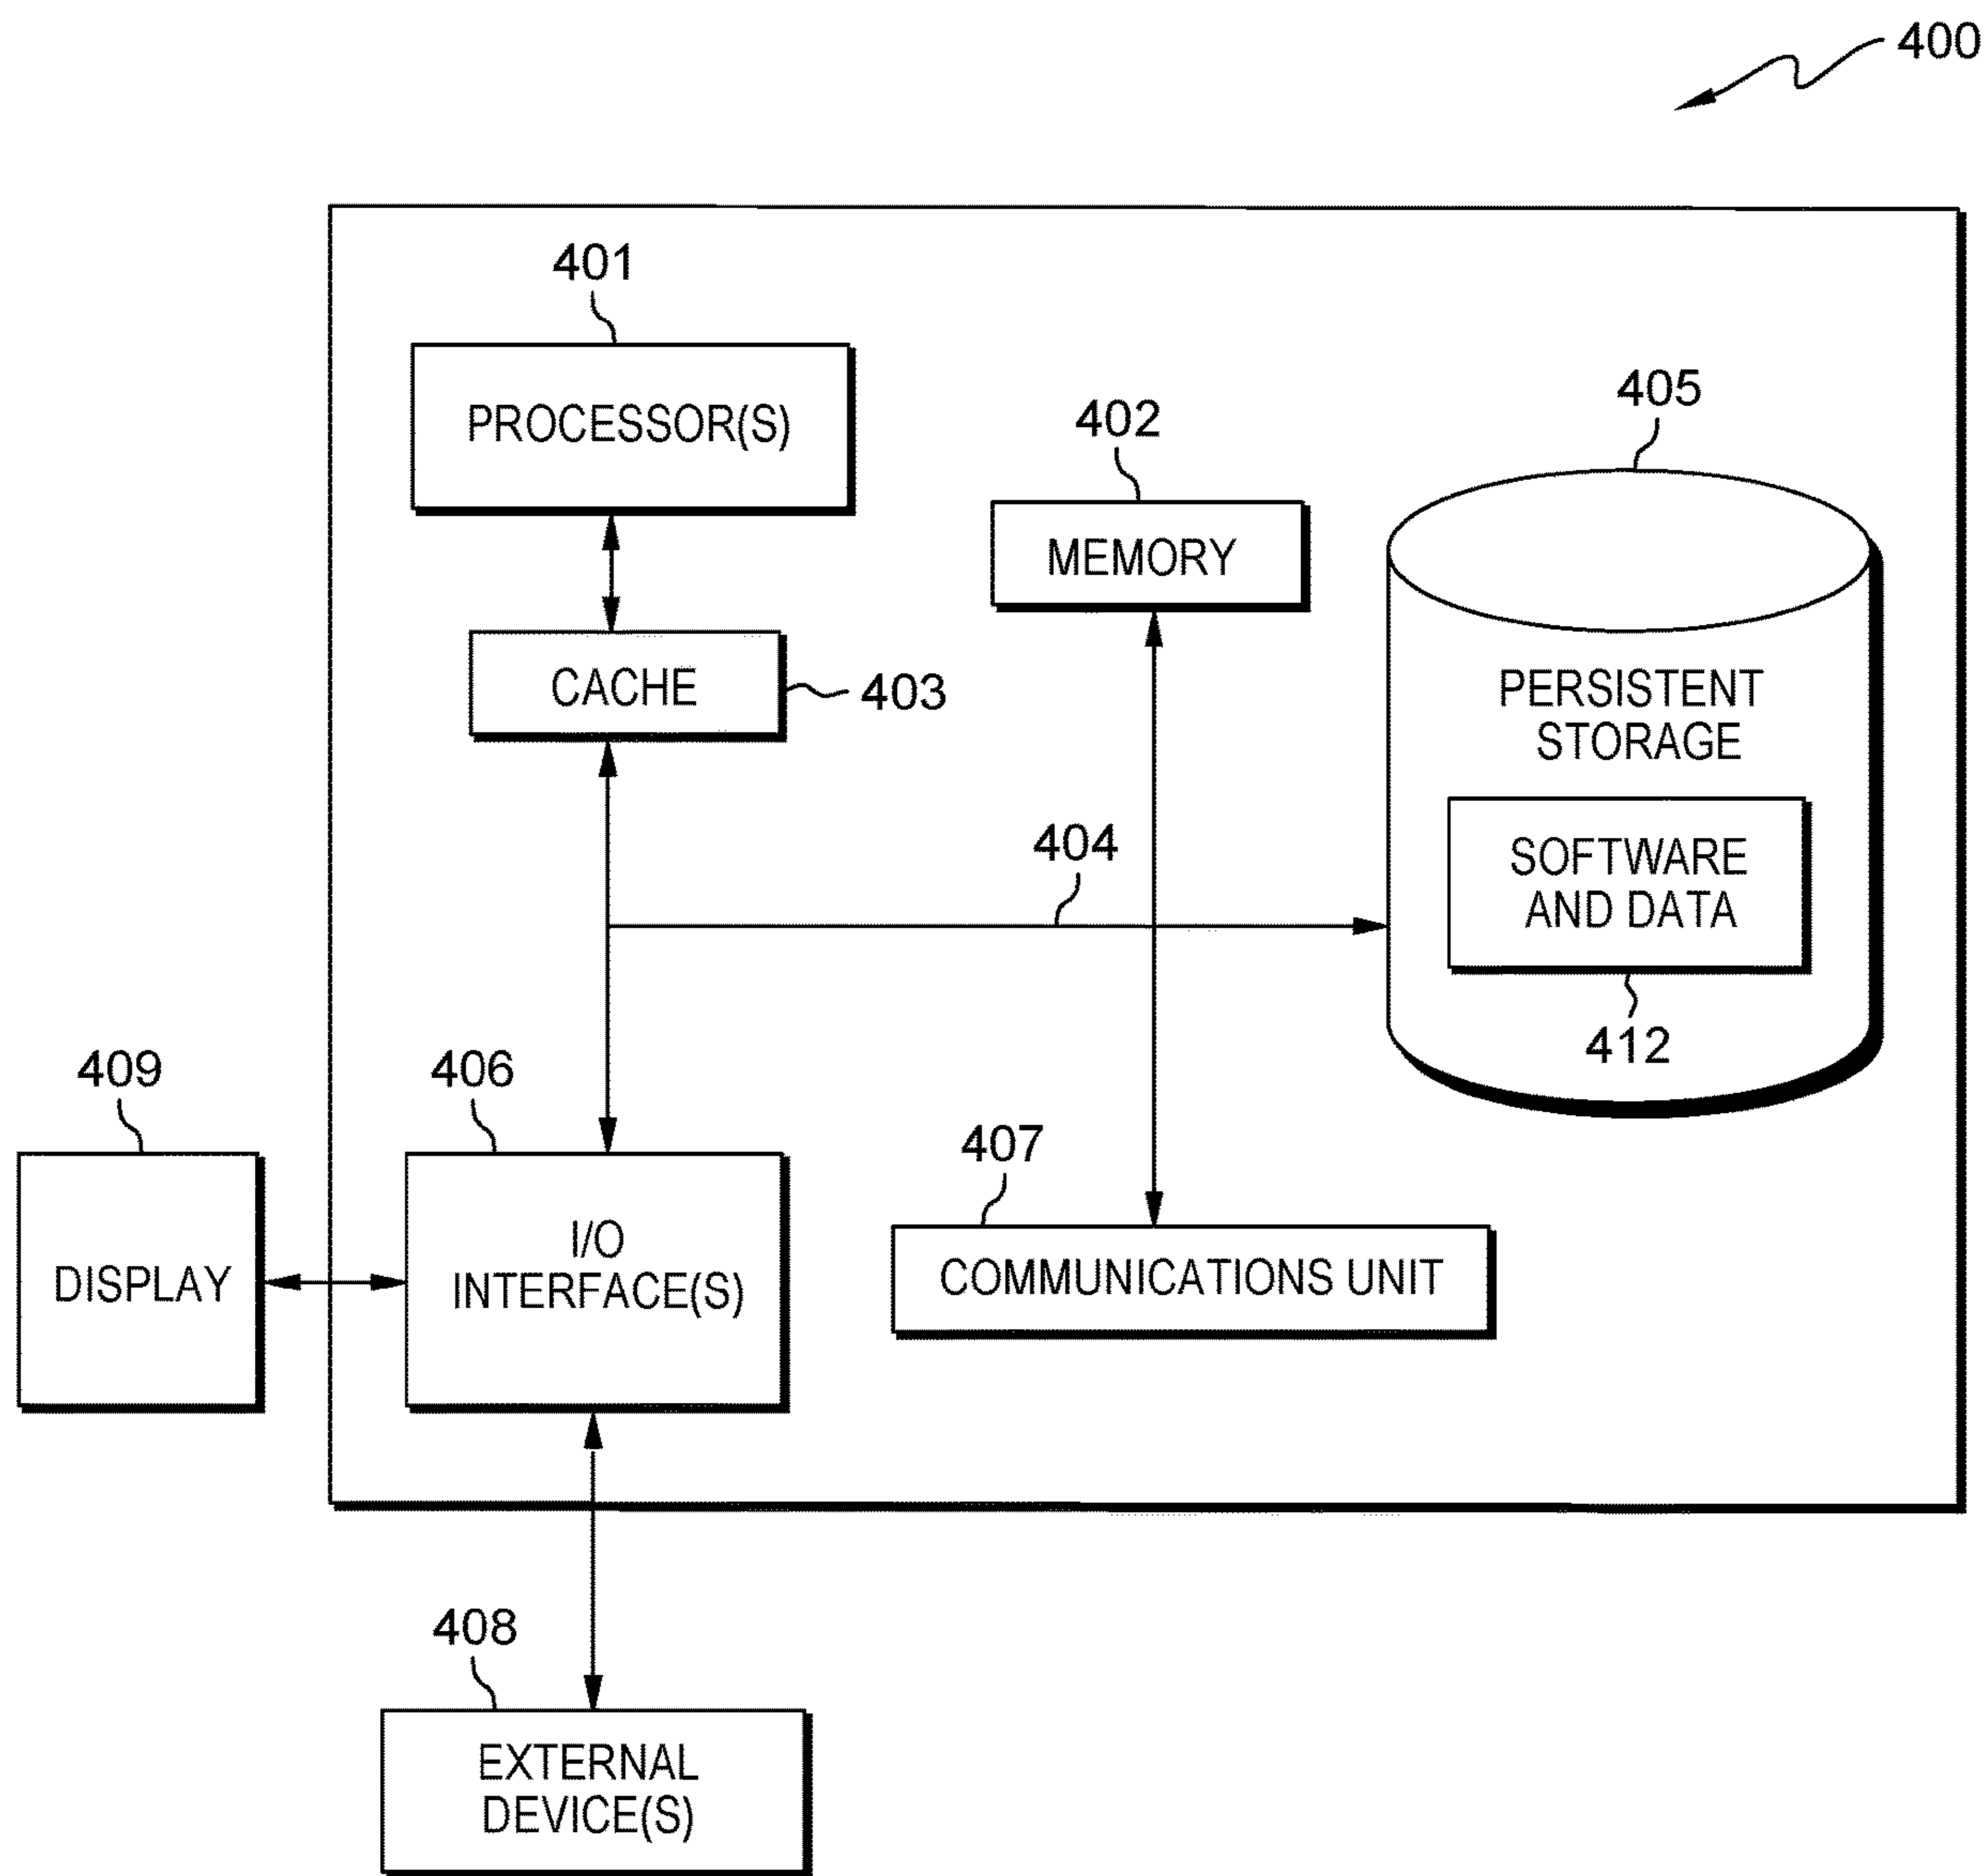 400
401
PROCESSOR(S)
402
MEMORY
405
CACHE
403
PERSISTENT
STORAGE
404
SOFTWARE
AND DATA
412
409
DISPLAY
406
I/O
INTERFACE(S)
407
COMMUNICATIONS UNIT
408
EXTERNAL
DEVICE(S)